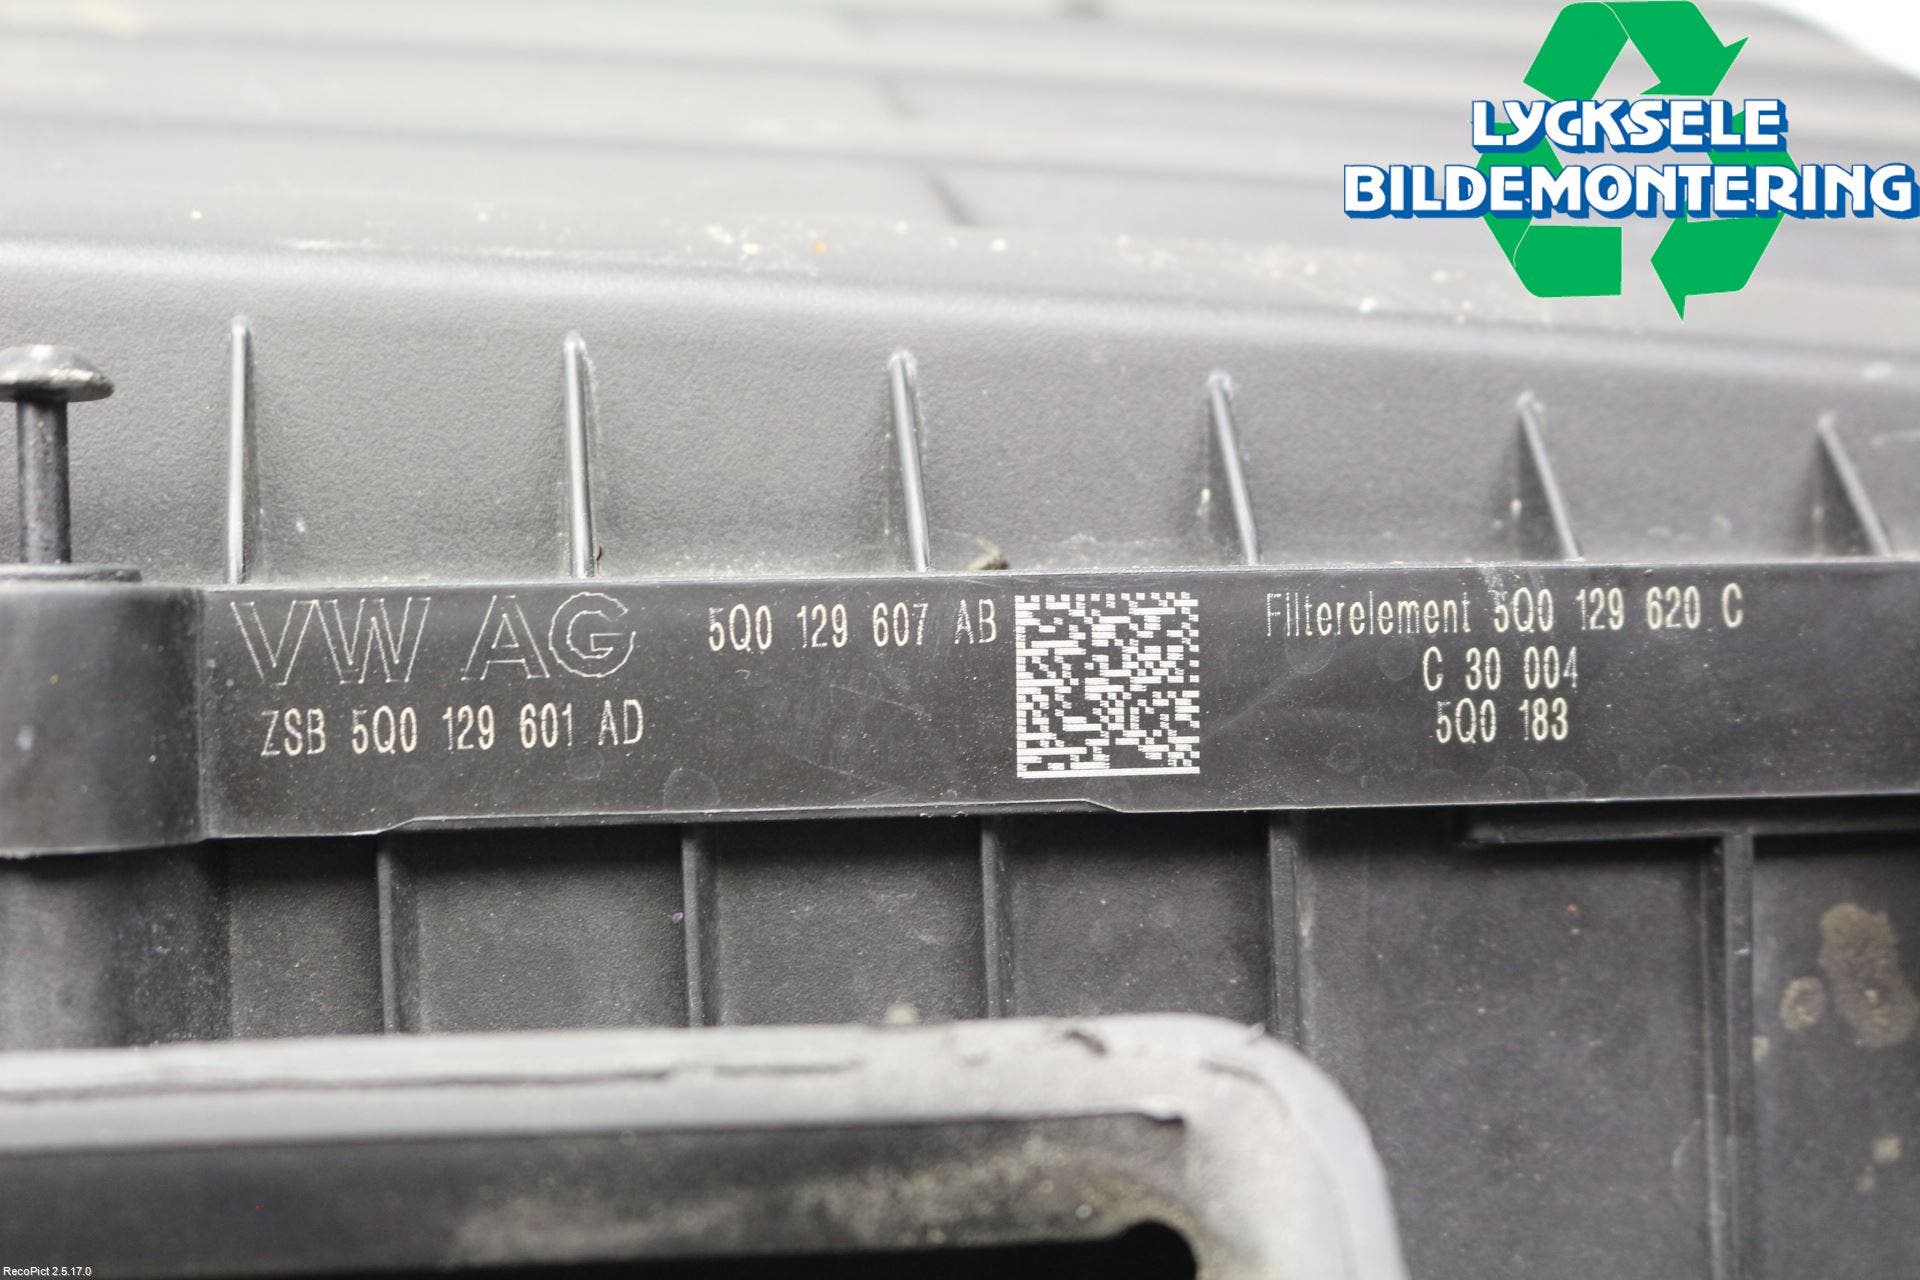 LYCKSELE
BILDEMONTERING
VW AG
ZSB 5Q0 129 601 AD
5Q0 129 607 AB
Filterelement 5Q0 129 620 C
C 30 004
5Q0 183
RecoPict 2.5.17.0